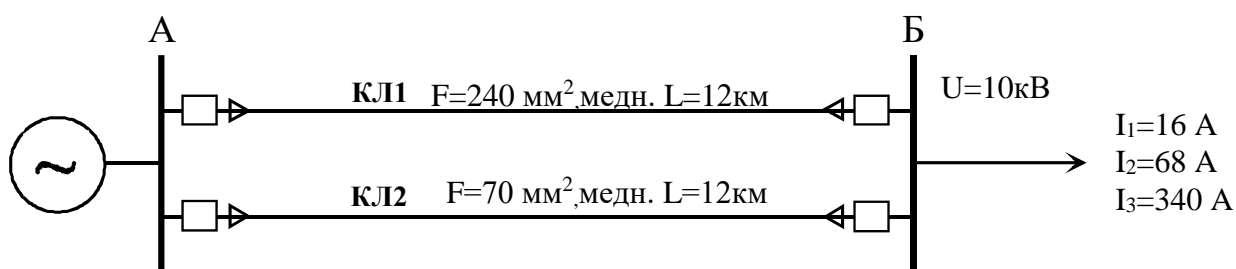 А
Б
КЛ1 F=240 мм²,медн. L=12км
U=10кВ
I₁=16 А
I₂=68 А
I₃=340 А
~
КЛ2 F=70 мм²,медн. L=12км